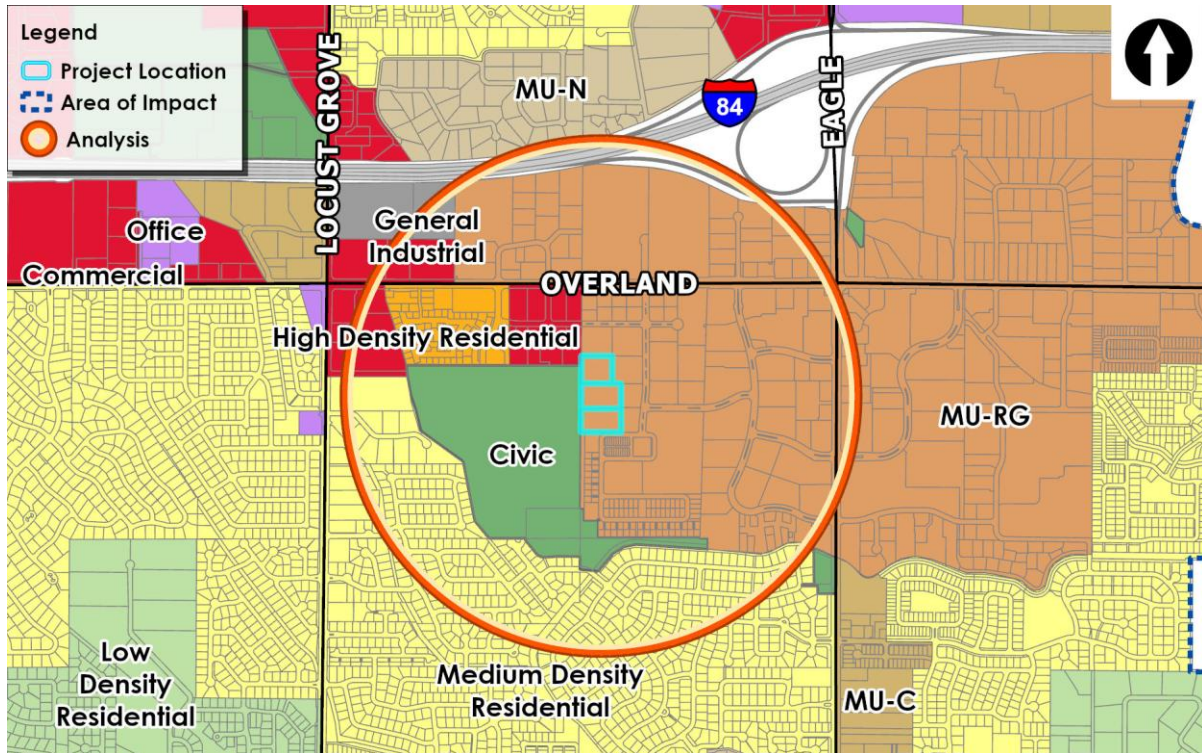 Legend
Project Location
Area of Impact
Analysis
LOCUST GROVE
MU-N
84
EAGLE
Office
Commercial
General
Industrial
OVERLAND
High Density Residential
Civic
MU-RG
Low
Density
Residential
Medium Density
Residential
MU-C